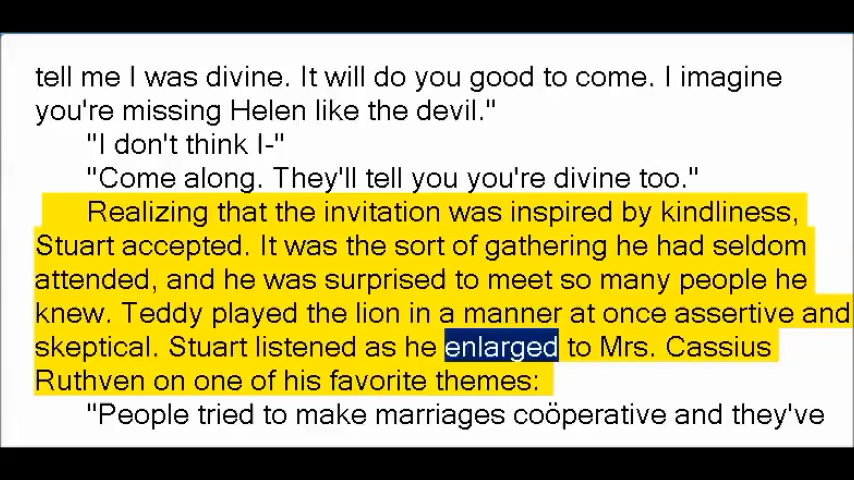 tell me I was divine. It will do you good to come. I imagine
you're missing Helen like the devil."
"I don't think I-"
"Come along. They'll tell you you're divine too."
Realizing that the invitation was inspired by kindliness,
Stuart accepted. It was the sort of gathering he had seldom
attended, and he was surprised to meet so many people he
knew. Teddy played the lion in a manner at once assertive and
skeptical. Stuart listened as he enlarged to Mrs. Cassius
Ruthven on one of his favorite themes:
"People tried to make marriages coöperative and they've